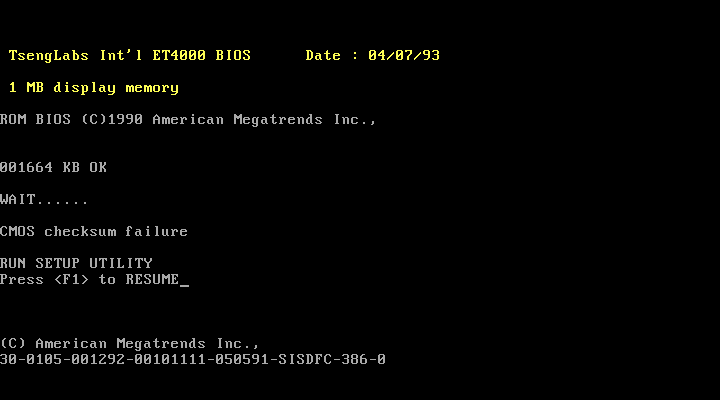 TsengLabs Int'l ET4000 BIOS      Date : 04/07/93
1 MB display memory
ROM BIOS (C)1990 American Megatrends Inc.,
001664 KB OK
WAIT......
CMOS checksum failure
RUN SETUP UTILITY
Press <F1> to RESUME_
(C) American Megatrends Inc.,
30-0105-001292-00101111-050591-SISDFC-386-0